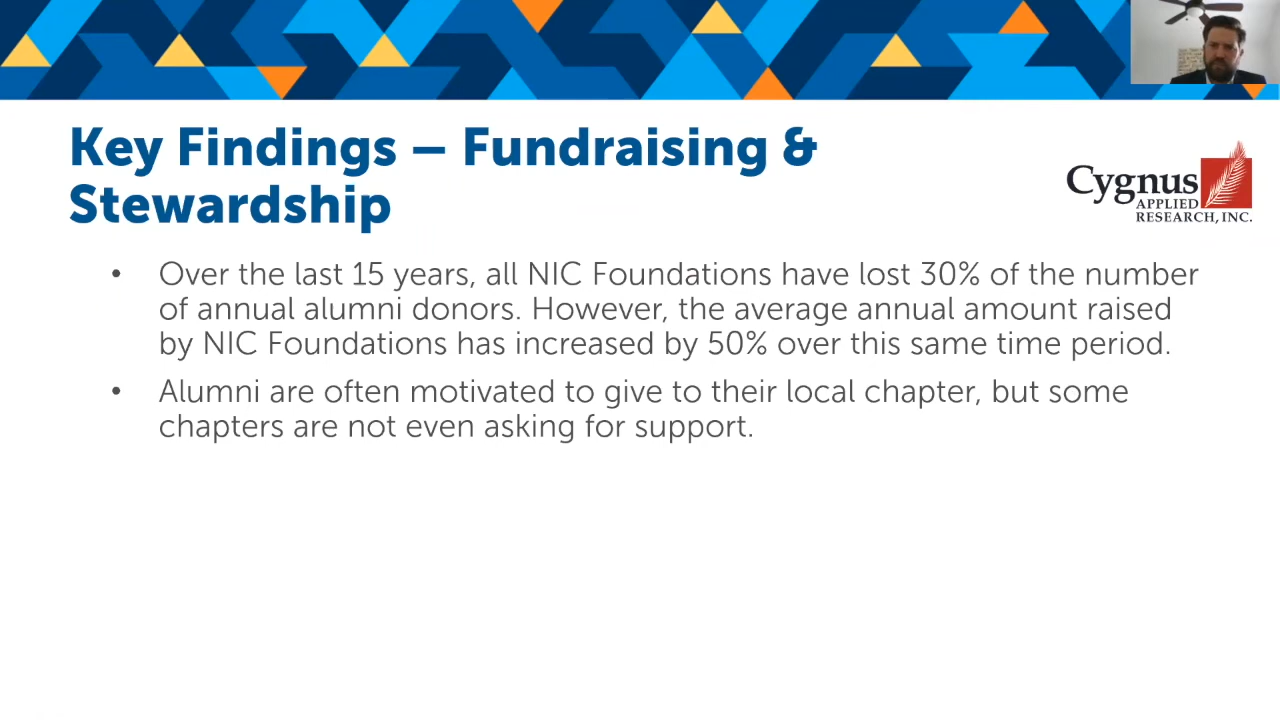 Key Findings – Fundraising &
Stewardship
Cygnus
APPLIED
RESEARCH, INC.
• Over the last 15 years, all NIC Foundations have lost 30% of the number
of annual alumni donors. However, the average annual amount raised
by NIC Foundations has increased by 50% over this same time period.
• Alumni are often motivated to give to their local chapter, but some
chapters are not even asking for support.